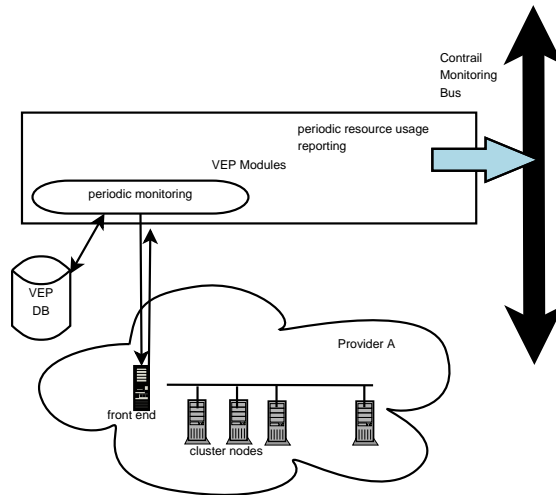 Contrail
Monitoring
Bus
periodic resource usage
reporting
VEP Modules
periodic monitoring
VEP
DB
Provider A
front end
cluster nodes